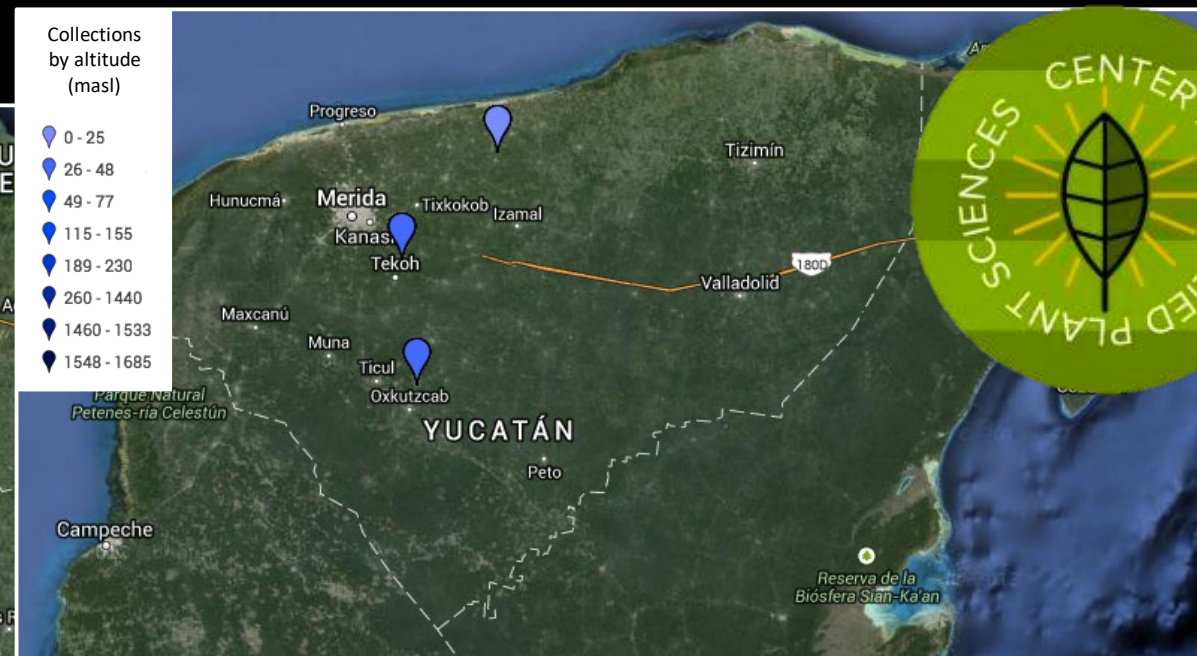 Collections
by altitude
(masl)
0 - 25
26 - 48
49 - 77
115 - 155
189 - 230
260 - 1440
1460 - 1533
1548 - 1685
Progreso
Tizimín
Hunucmá
Merida
Tixkokob
Izamal
Tekoh
180D
Valladolid
Maxcanú
Muna
Ticul
Oxkutzcab
Parque Natural
Petenes-ría Celestún
YUCATÁN
Peto
Campeche
Reserva de la
Biósfera Sian-Ka'an
CENTER
PLANT SCIENCES